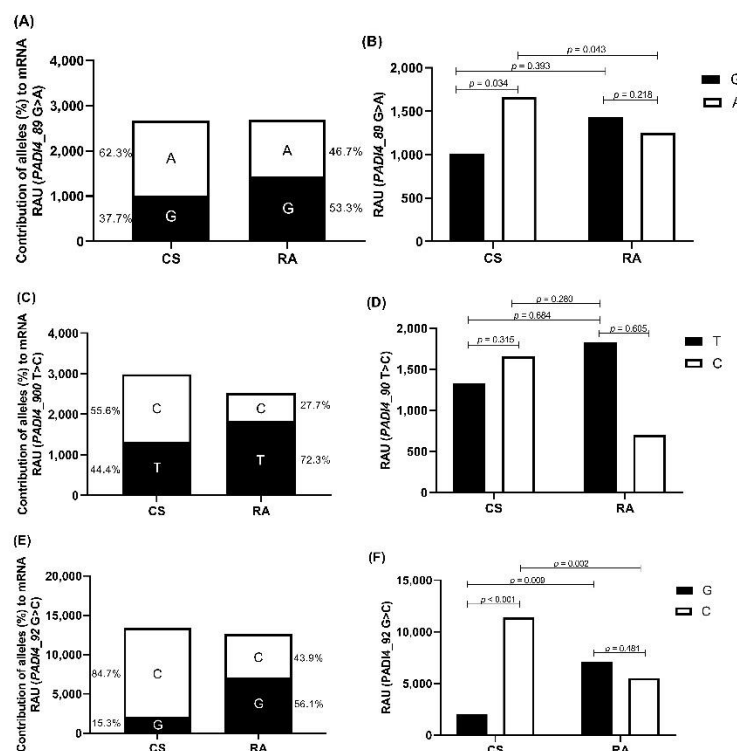 (A)
Contribution of alleles (%) to mRNA
RAU (PADI4_89 G>A)
4,000
3,000
2,000
1,000
0
62.3%
37.7%
A
G
A
G
46.7%
53.3%
CS
RA
(B)
RAU (PADI4_89 G>A)
2,000
1,500
1,000
500
0
p = 0.043
p = 0.393
p = 0.034
p = 0.218
CS
RA
G
A
(C)
Contribution of alleles (%) to mRNA
RAU (PADI4_900 T>C)
4,000
3,000
2,000
1,000
0
55.6%
44.4%
C
T
C
T
27.7%
72.3%
CS
RA
(D)
RAU (PADI4_90 T>C)
2,000
1,500
1,000
500
0
p = 0.280
p = 0.684
p = 0.315
p = 0.605
CS
RA
T
C
(E)
Contribution of alleles (%) to mRNA
RAU (PADI4_92 G>C)
20,000
15,000
10,000
5,000
0
84.7%
15.3%
C
G
C
G
43.9%
56.1%
CS
RA
(F)
RAU (PADI4_92 G>C)
15,000
10,000
5,000
0
p = 0.002
p = 0.009
p < 0.001
p = 0.481
CS
RA
G
C